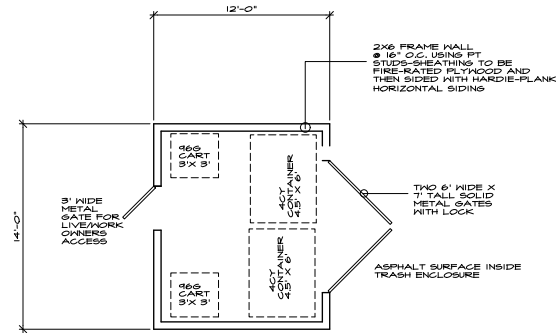 12'-0"
2X6 FRAME WALL
@ 16" O.C. USING PT
STUDS-SHEATHING TO BE
FIRE-RATED PLYWOOD AND
THEN SIDED WITH HARDIE-PLANK
HORIZONTAL SIDING
96G
CART
3'X 3'
4CY
CONTAINER
4.5' X 6'
14'-0"
3' WIDE
METAL
GATE FOR
LIVE/WORK
OWNERS
ACCESS
TWO 6' WIDE X
7' TALL SOLID
METAL GATES
WITH LOCK
4CY
CONTAINER
4.5' X 6'
ASPHALT SURFACE INSIDE
TRASH ENCLOSURE
96G
CART
3'X 3'